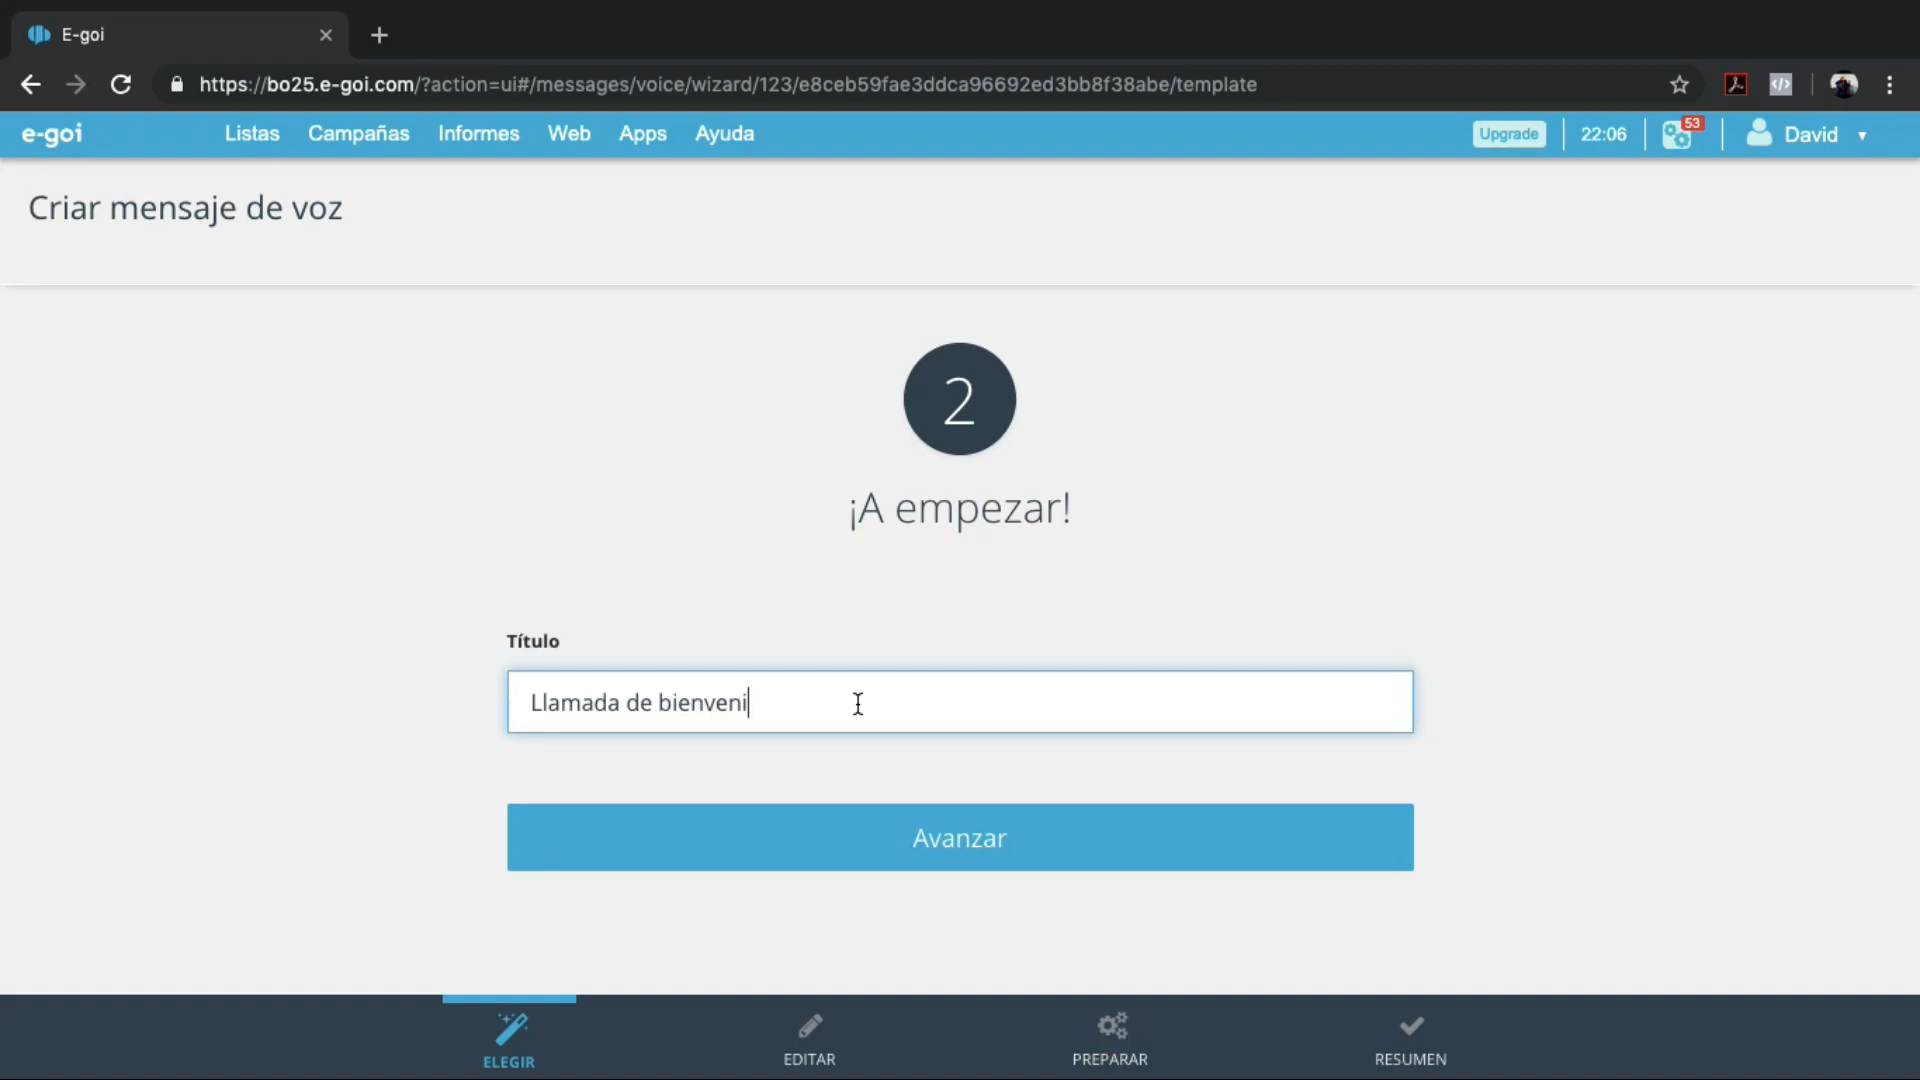 E-goi
https://bo25.e-goi.com/?action=ui#/messages/voice/wizard/123/e8ceb59fae3ddca96692ed3bb8f38abe/template
e-goi Listas Campañas Informes Web Apps Ayuda Upgrade 22:06 53 David
Criar mensaje de voz
2
¡A empezar!
Título
Llamada de bienveni
Avanzar
ELEGIR EDITAR PREPARAR RESUMEN